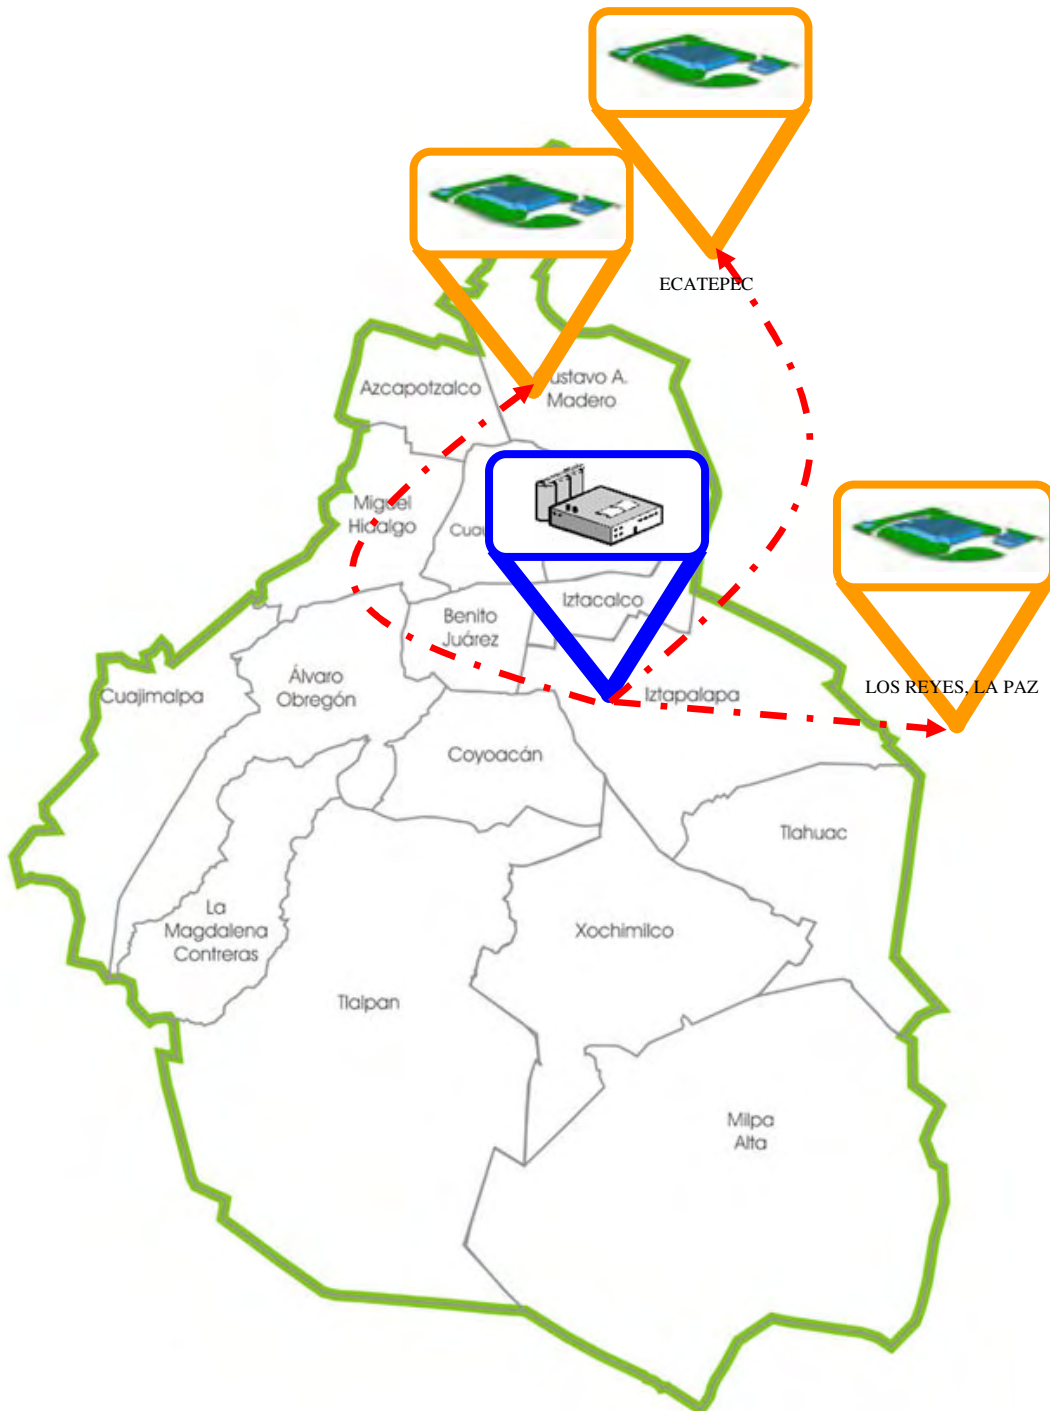 ECATEPEC
Azcapotzalco
ustavo A.
Madero
Miguel
Hidalgo
Cuau
Iztacalco
Benito
Juárez
Álvaro
Obregón
Cuajimalpa
Iztapalapa
LOS REYES, LA PAZ
Coyoacán
Tlahuac
La
Magdalena
Contreras
Xochimilco
Tlalpan
Milpa
Alta